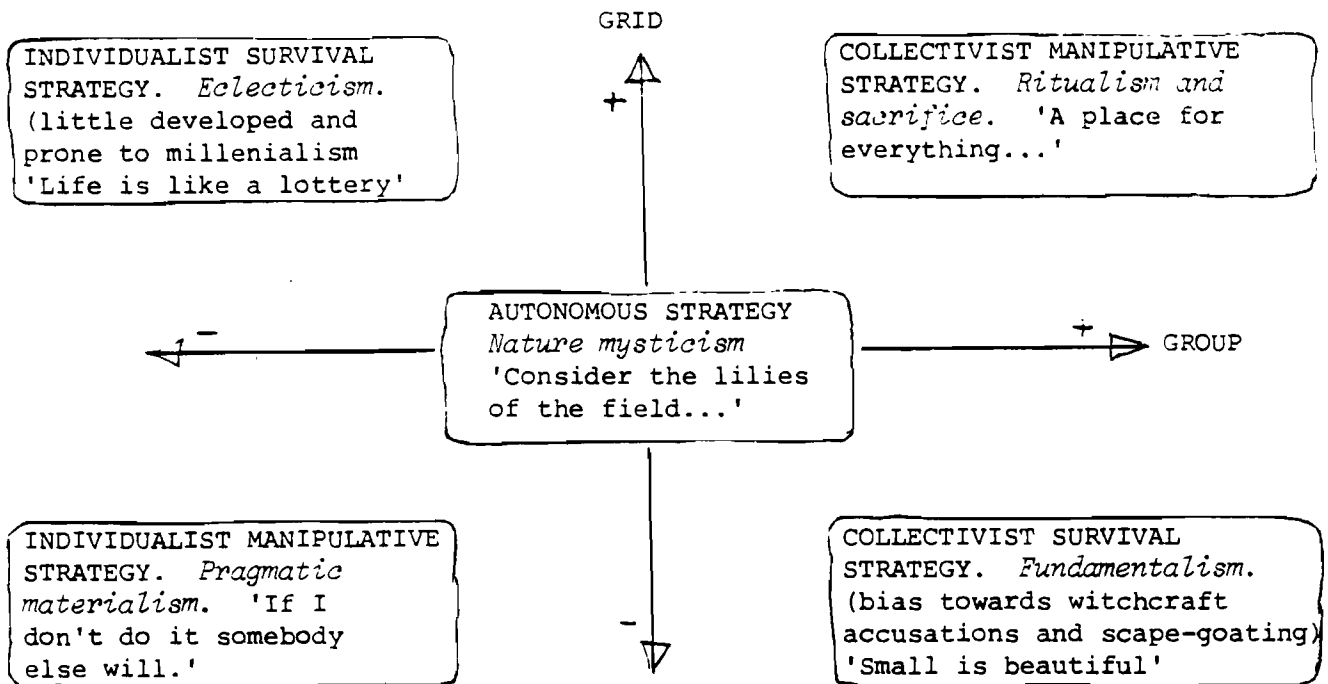 GRID
INDIVIDUALIST SURVIVAL
STRATEGY. Eclecticism.
(little developed and
prone to millenialism
'Life is like a lottery'
+
COLLECTIVIST MANIPULATIVE
STRATEGY. Ritualism and
sacrifice. 'A place for
everything...'
-
AUTONOMOUS STRATEGY
Nature mysticism
'Consider the lilies
of the field...'
+
GROUP
INDIVIDUALIST MANIPULATIVE
STRATEGY. Pragmatic
materialism. 'If I
don't do it somebody
else will.'
-
COLLECTIVIST SURVIVAL
STRATEGY. Fundamentalism.
(bias towards witchcraft
accusations and scape-goating)
'Small is beautiful'